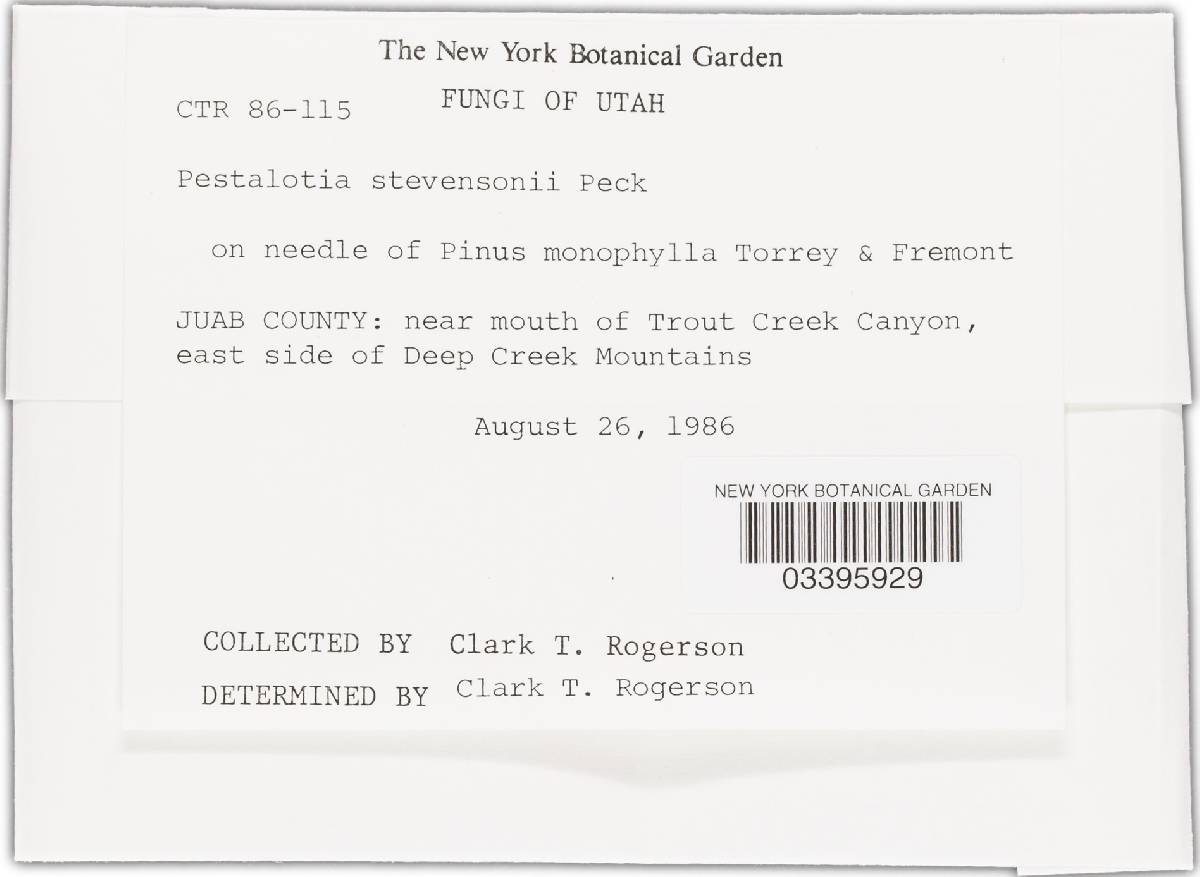 The New York Botanical Garden
CTR 86-115 FUNGI OF UTAH
Pestalotia stevensonii Peck
on needle of Pinus monophylla Torrey & Fremont
JUAB COUNTY: near mouth of Trout Creek Canyon,
east side of Deep Creek Mountains
August 26, 1986
NEW YORK BOTANICAL GARDEN
03395929
COLLECTED BY Clark T. Rogerson
DETERMINED BY Clark T. Rogerson